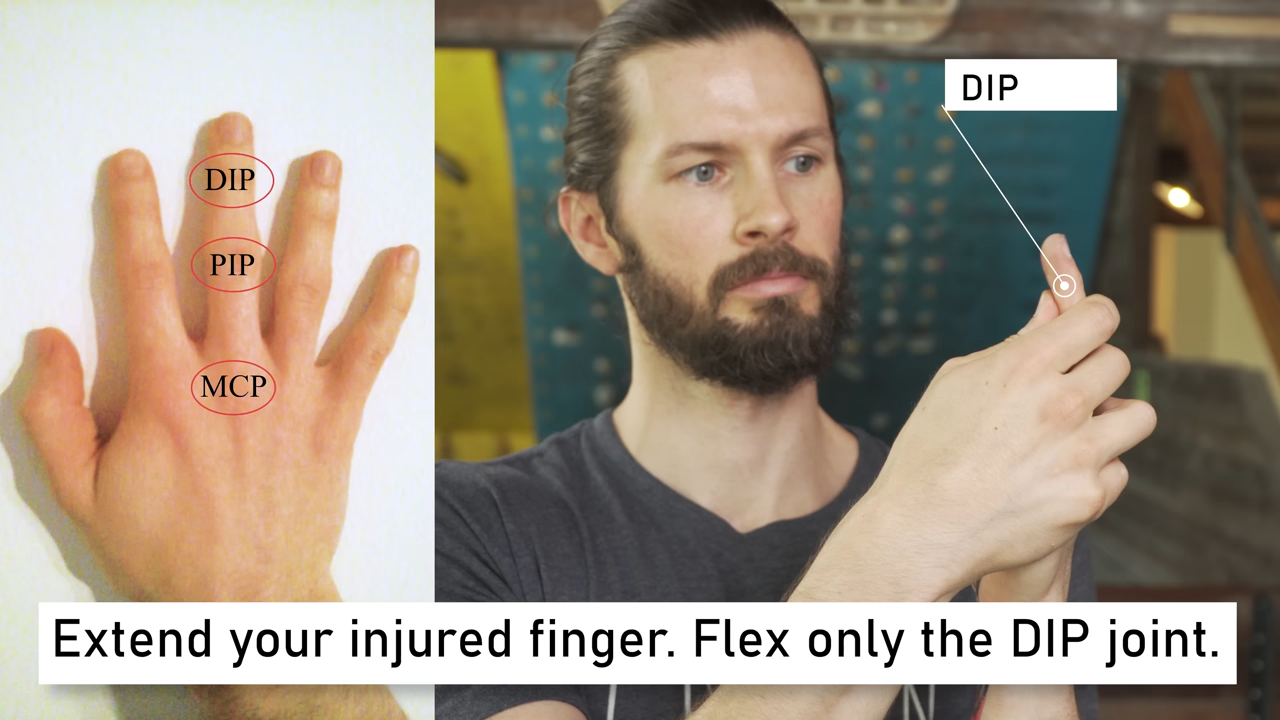 DIP
PIP
MCP
DIP
Extend your injured finger. Flex only the DIP joint.